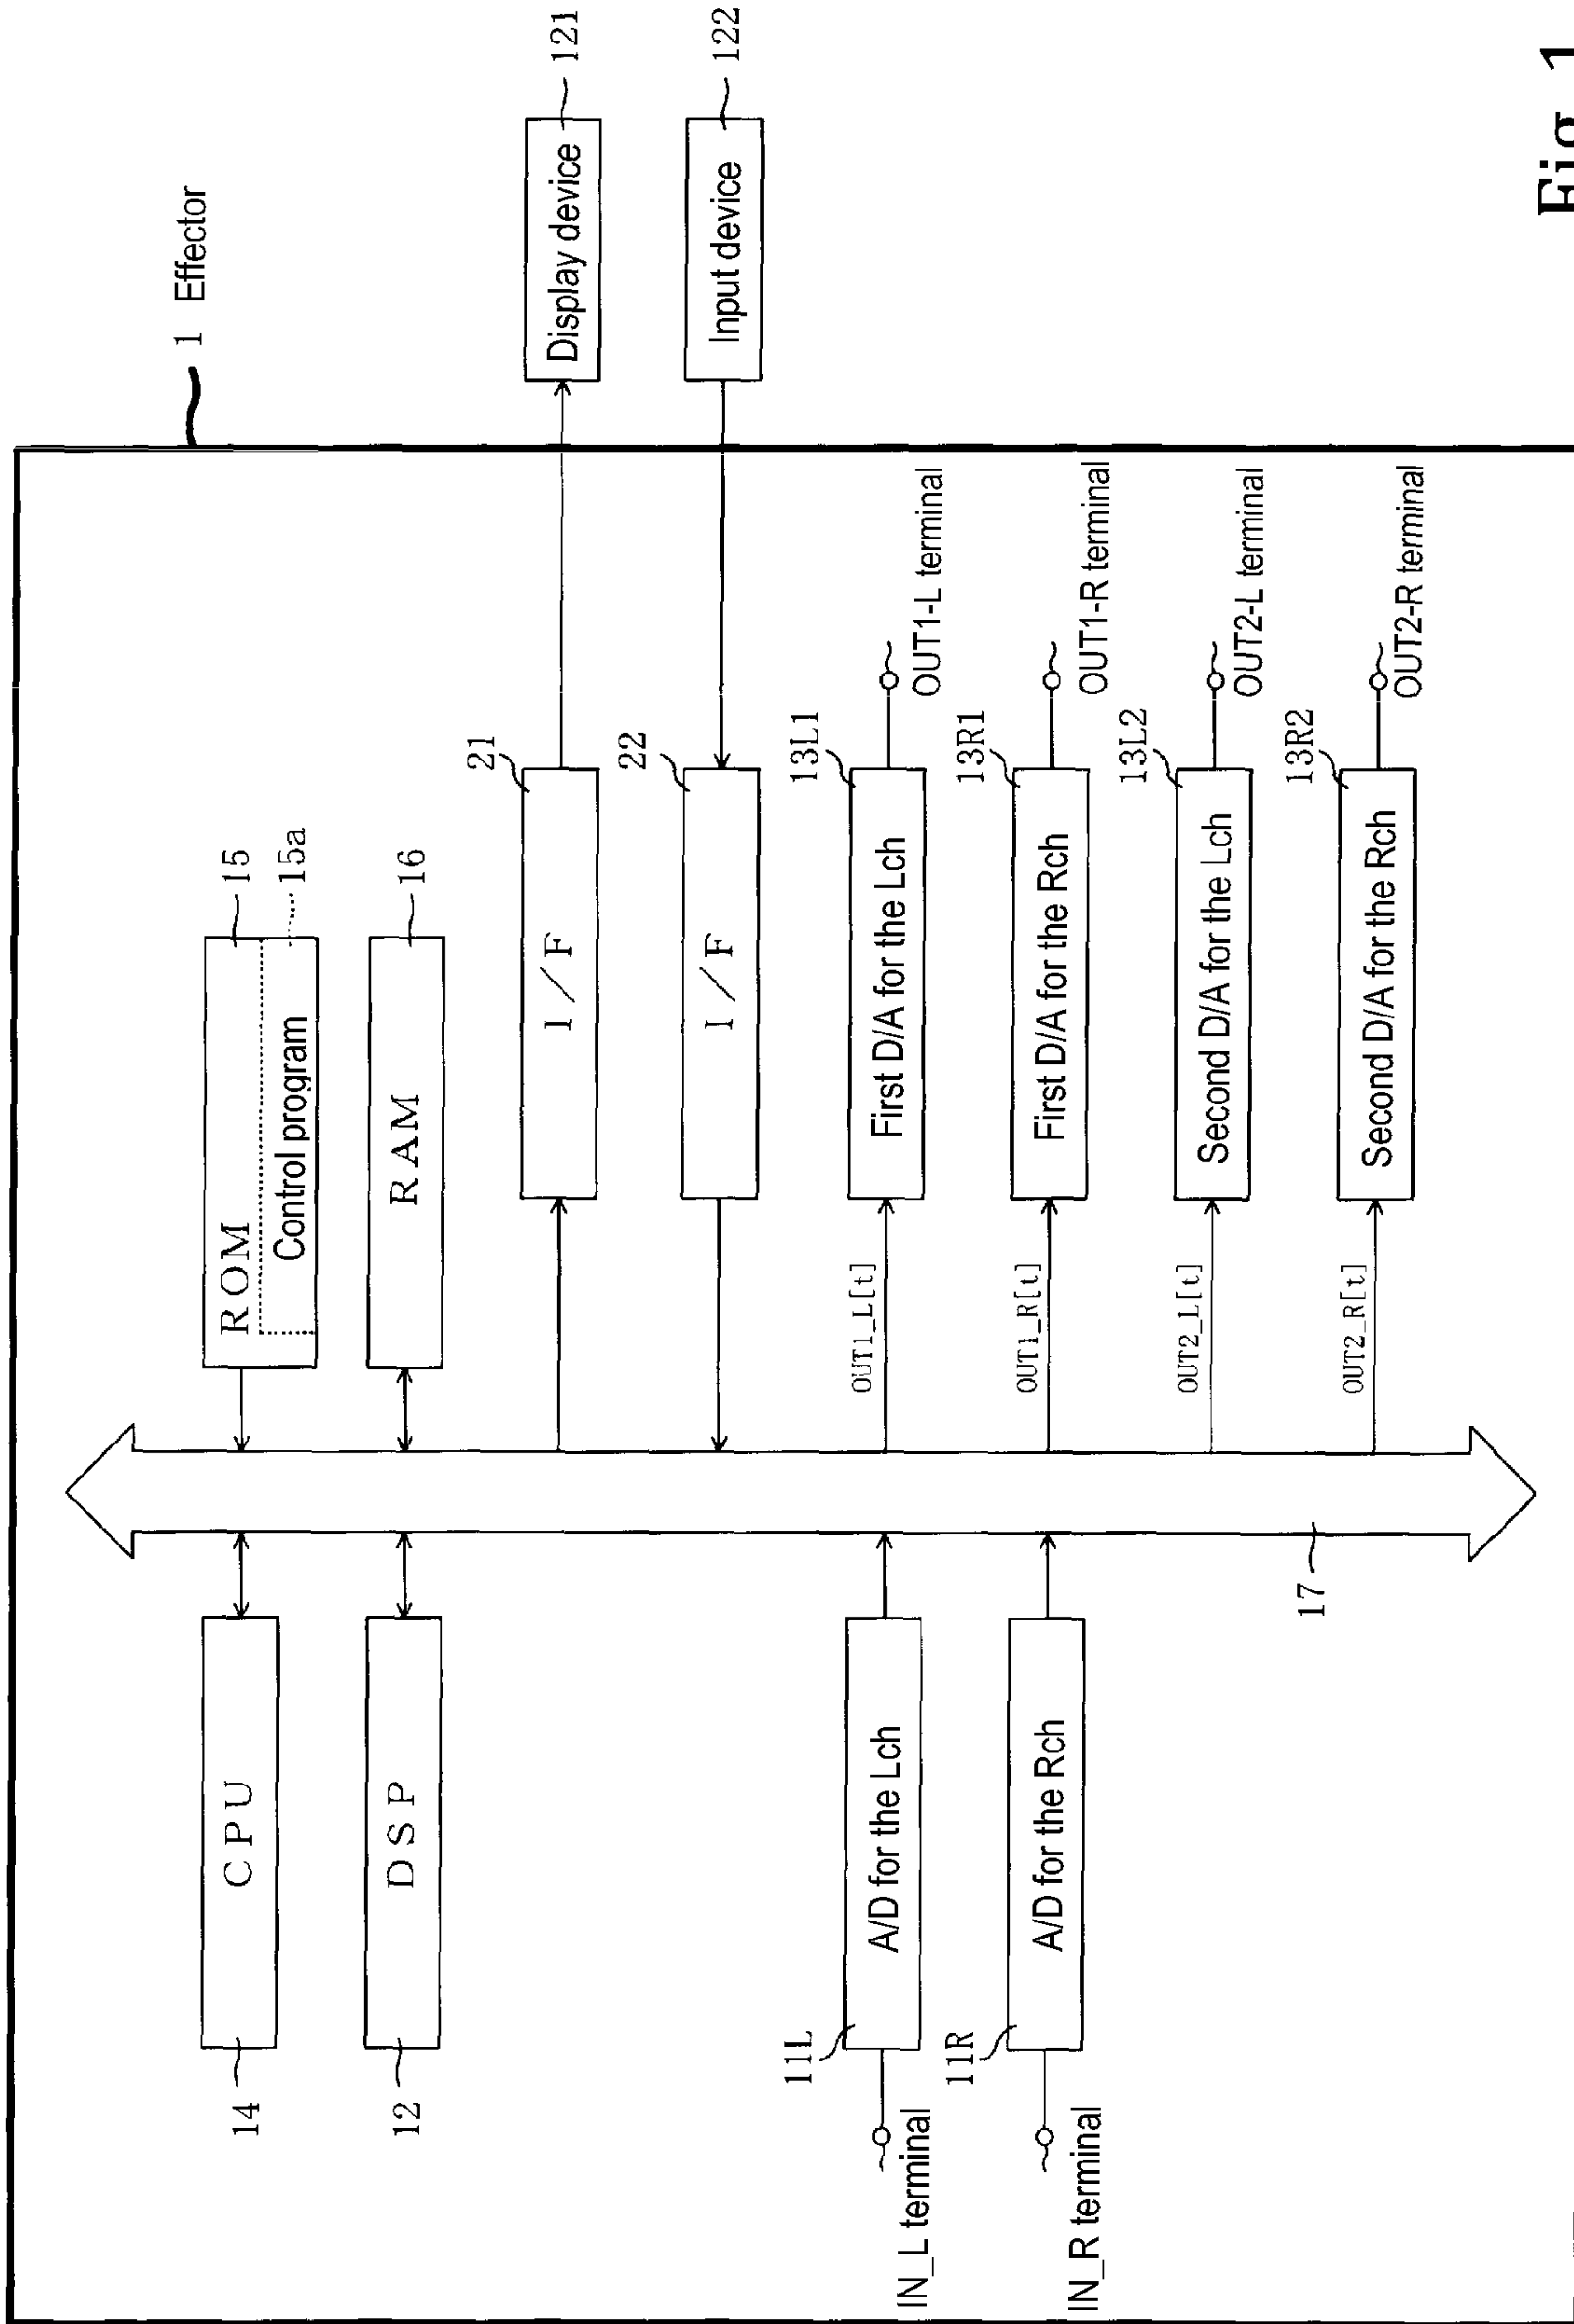 1 Effector
14
CPU
ROM
15
Control program
15a
12
DSP
RAM
16
21
I/F
Display device
121
22
I/F
Input device
122
11L
A/D for the Lch
IN_L terminal
OUT1_L[t]
13L1
First D/A for the Lch
OUT1-L terminal
11R
A/D for the Rch
IN_R terminal
OUT1_R[t]
13R1
First D/A for the Rch
OUT1-R terminal
OUT2_L[t]
13L2
Second D/A for the Lch
OUT2-L terminal
17
OUT2_R[t]
13R2
Second D/A for the Rch
OUT2-R terminal
Fig. 1